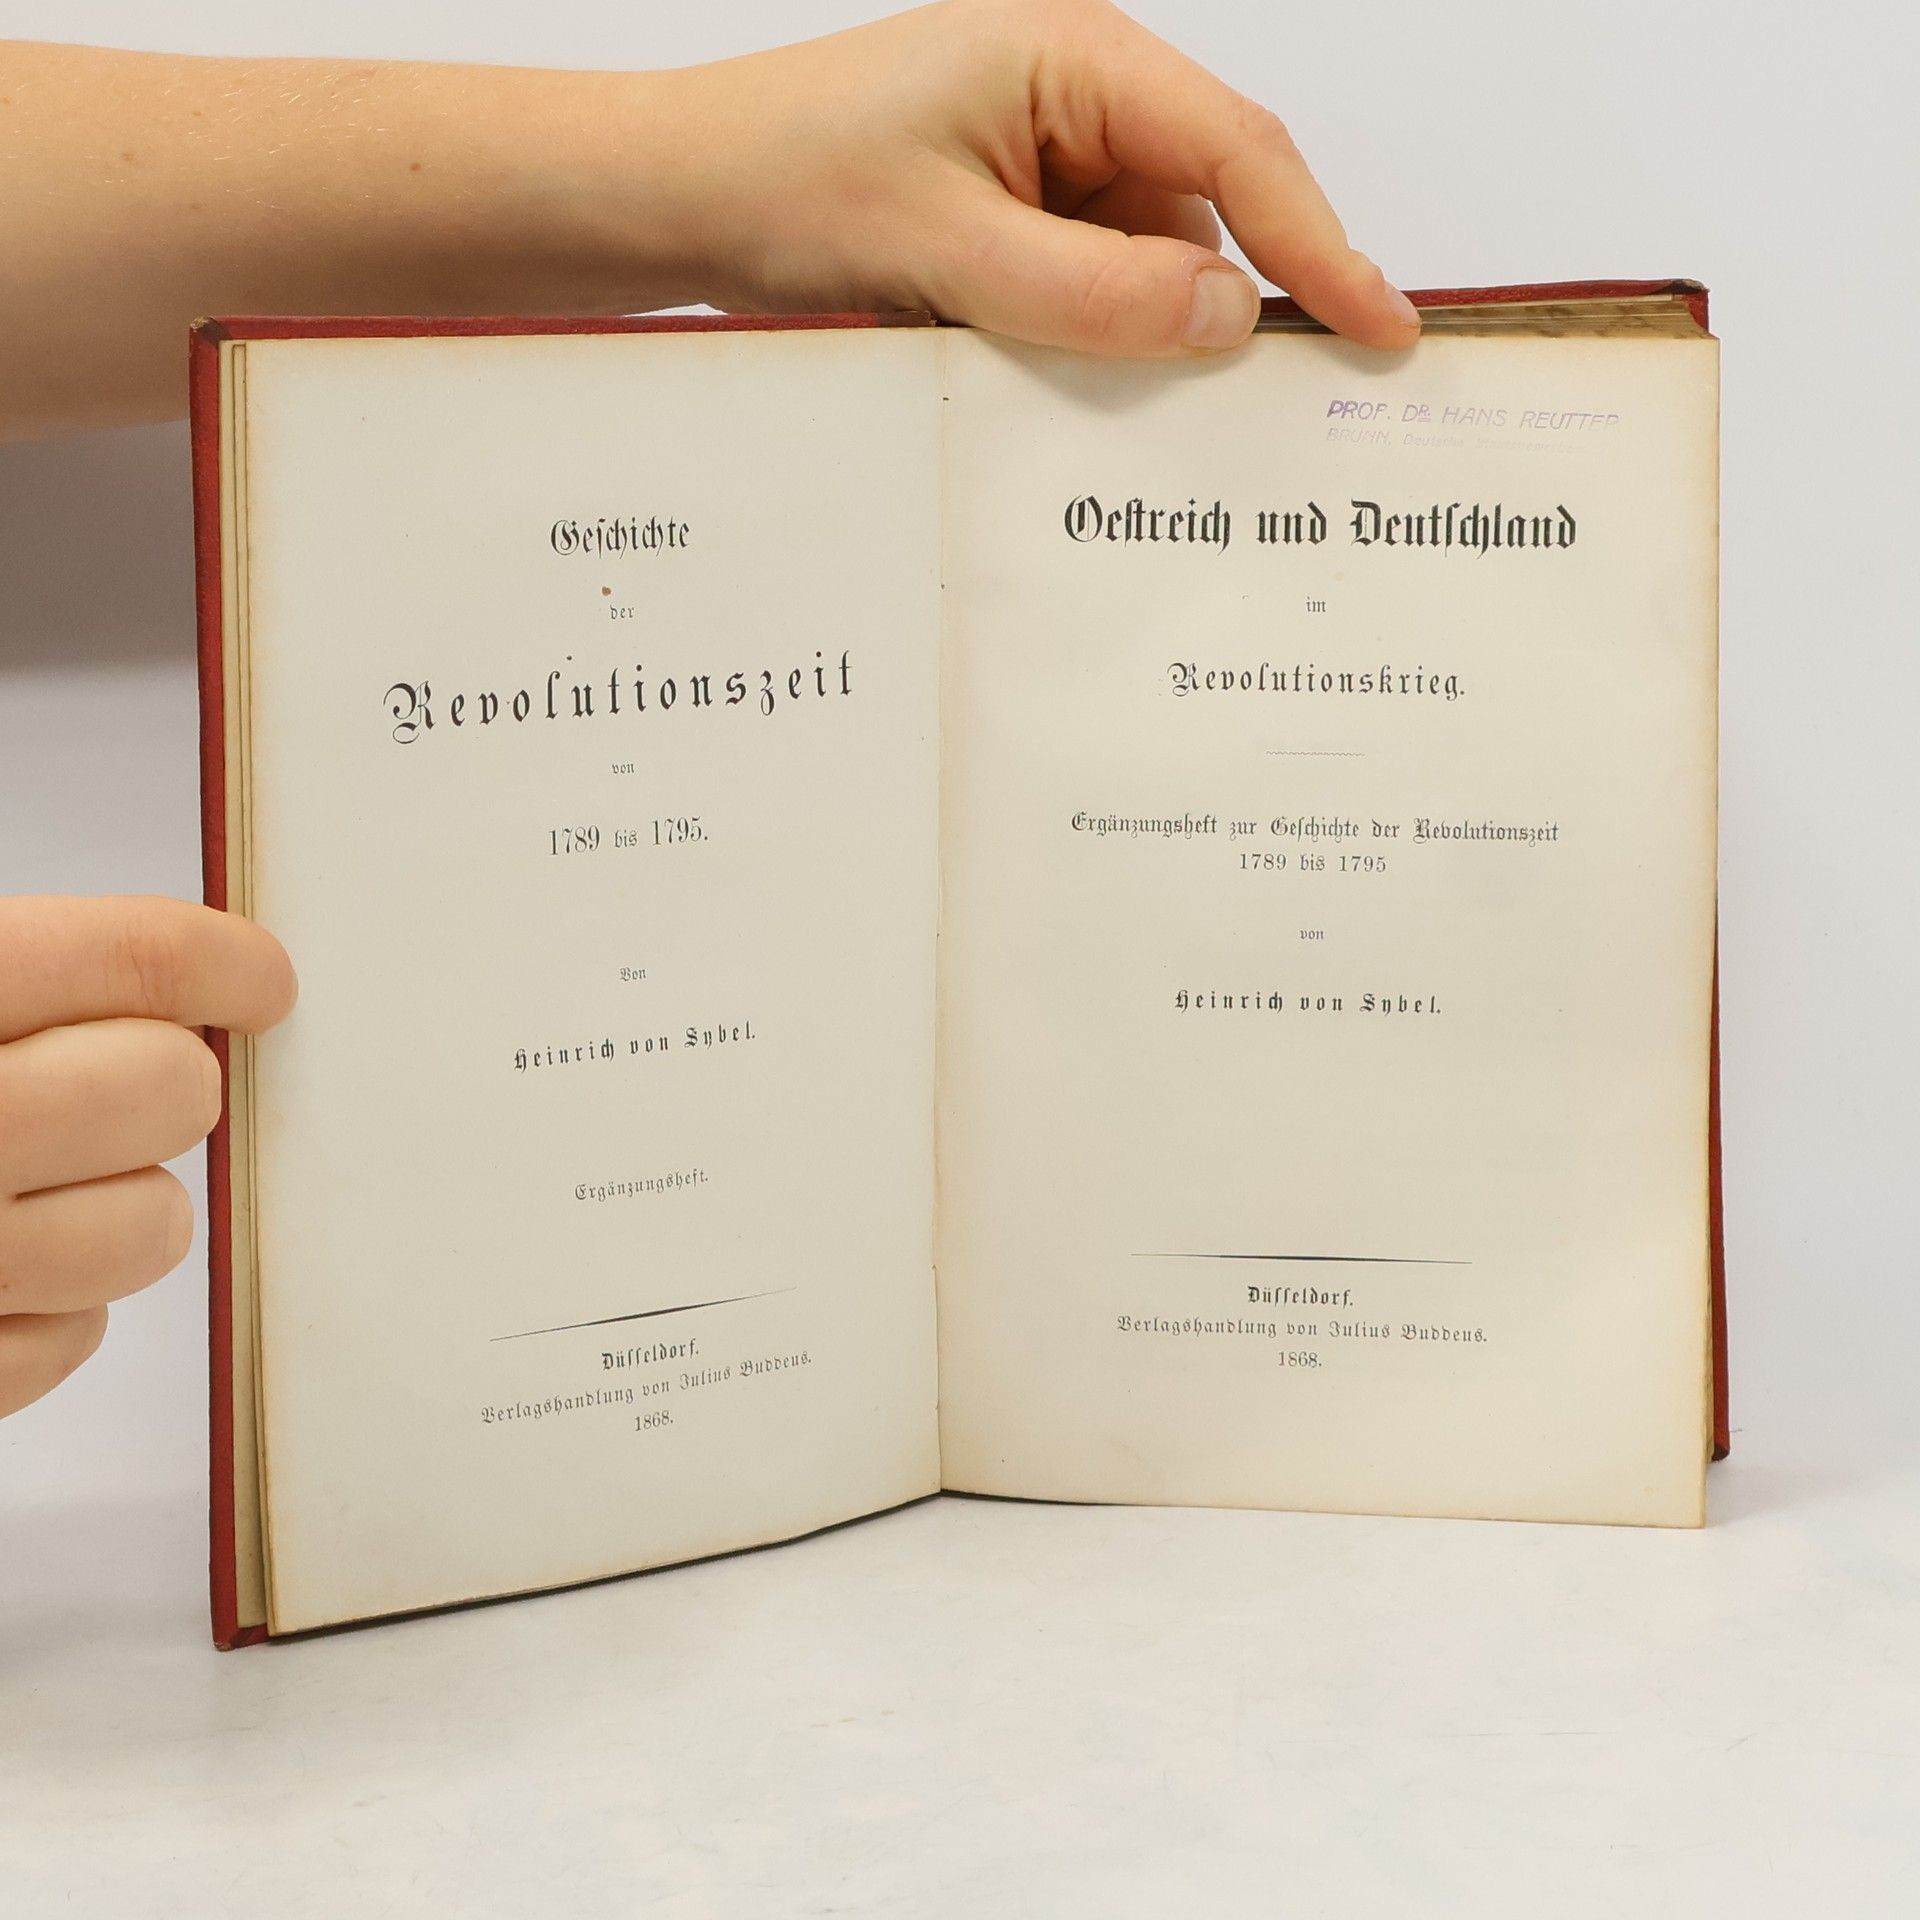 Geschichte
der
Revolutionszeit
von
1789 bis 1795.
Von
Heinrich von Sybel.
Ergänzungsheft.
Düsseldorf.
Verlagshandlung von Julius Buddeus.
1868.
PROF. DR. HANS REUTTER
BRÜNN, Deutsche
Oestreich und Deutschland
im
Revolutionskrieg.
Ergänzungsheft zur Geschichte der Revolutionszeit
1789 bis 1795
von
Heinrich von Sybel.
Düsseldorf.
Verlagshandlung von Julius Buddeus.
1868.